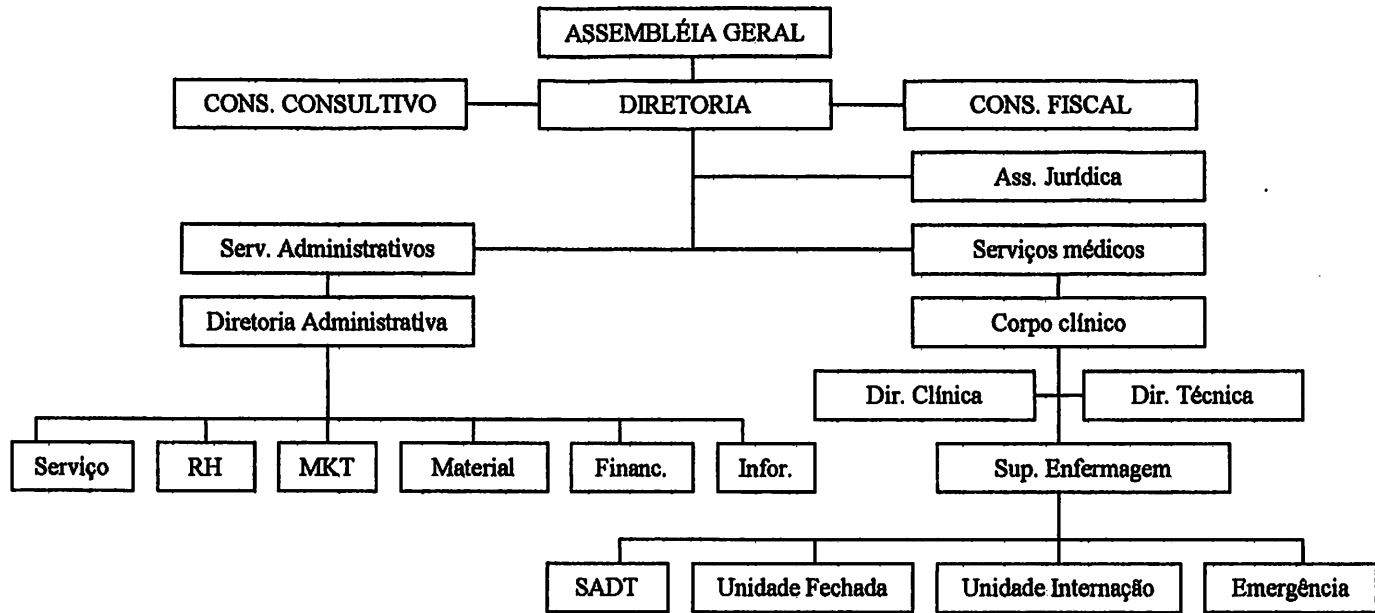 ASSEMBLÉIA GERAL
CONS. CONSULTIVO
DIRETORIA
CONS. FISCAL
Ass. Jurídica
Serv. Administrativos
Serviços médicos
Diretoria Administrativa
Corpo clínico
Dir. Clínica
Dir. Técnica
Serviço
RH
MKT
Material
Financ.
Infor.
Sup. Enfermagem
SADT
Unidade Fechada
Unidade Internação
Emergência